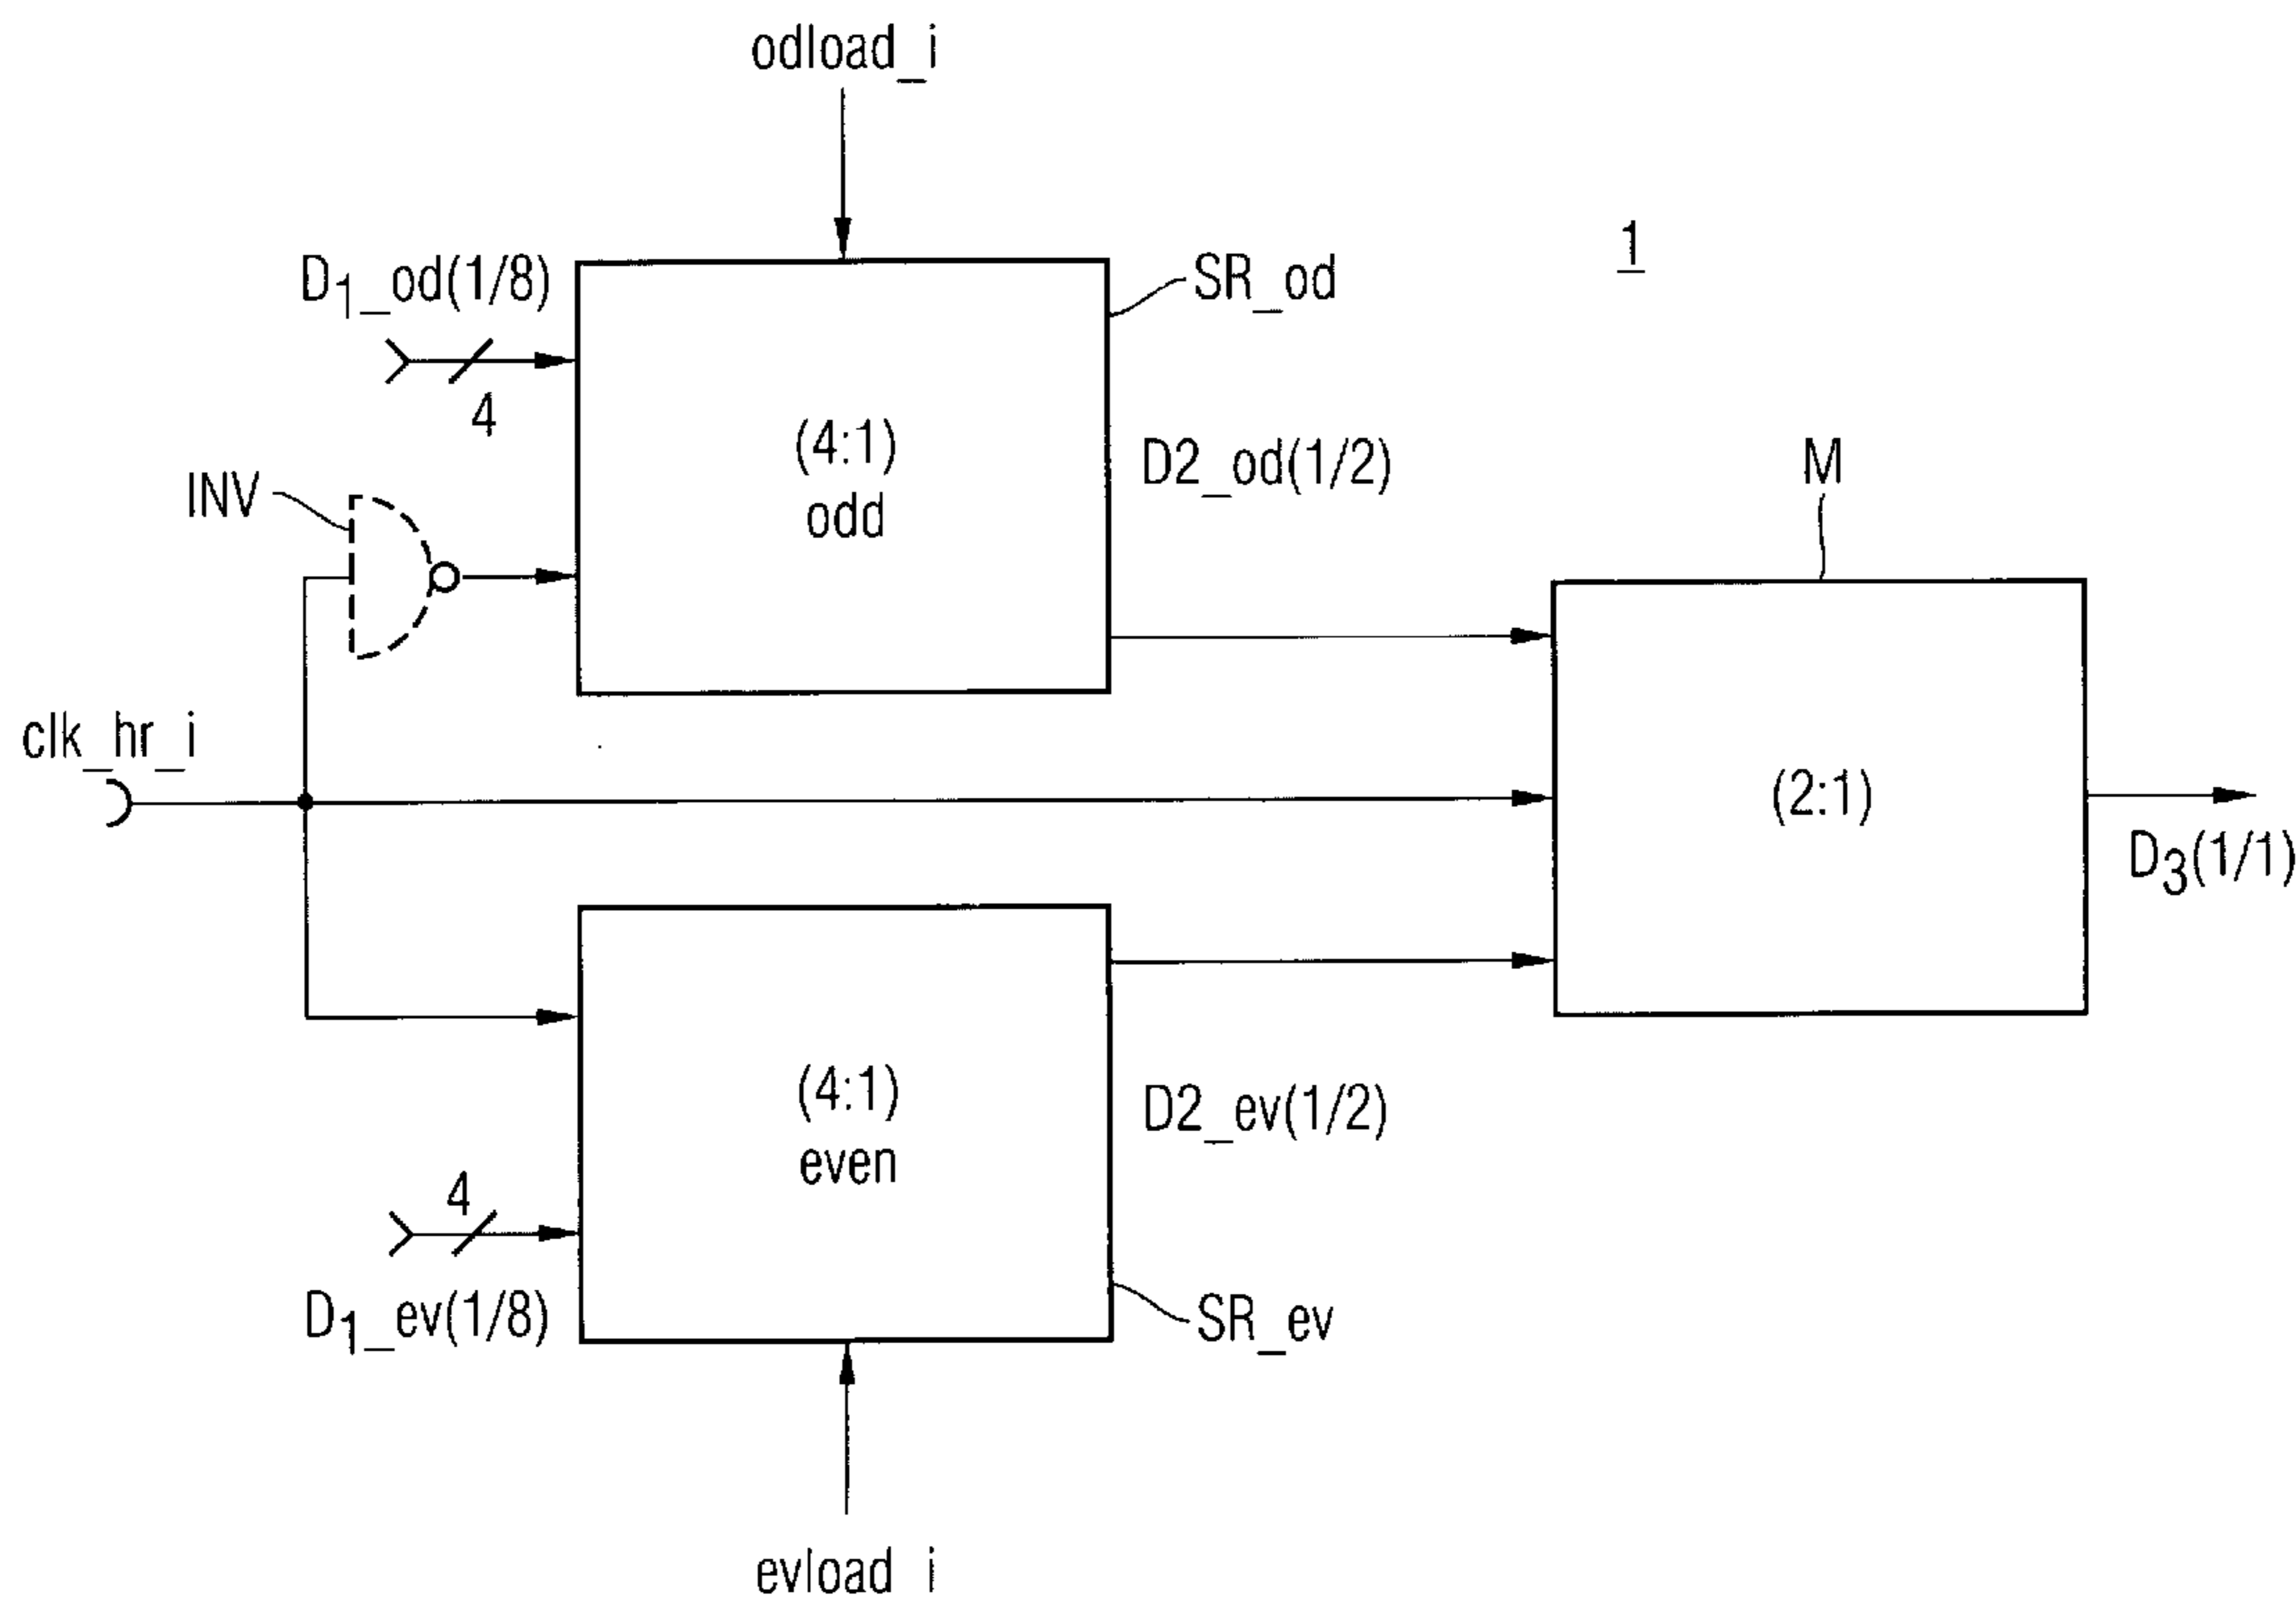 odload_i
1
D1_od(1/8)
SR_od
4
(4:1)
odd
D2_od(1/2)
M
INV
clk_hr_i
(2:1)
D3(1/1)
(4:1)
even
D2_ev(1/2)
4
D1_ev(1/8)
SR_ev
evload_i